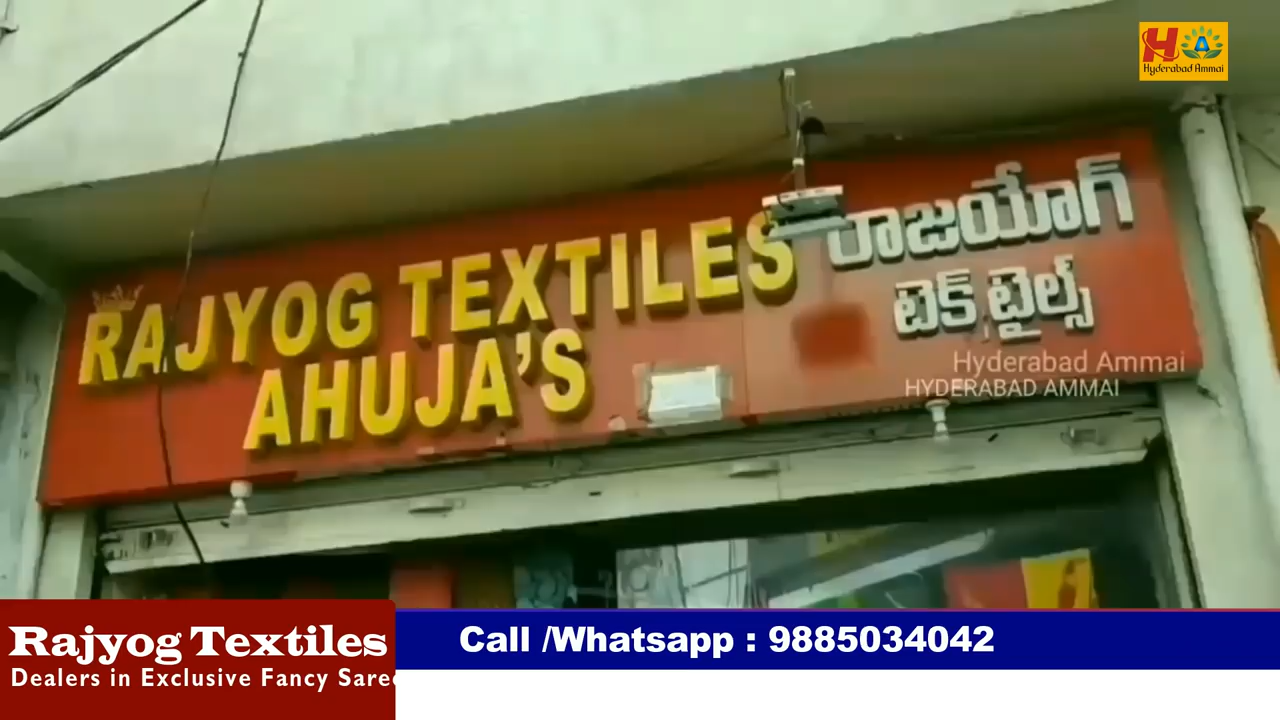 H
Hyderabad Ammai
RAJYOG TEXTILES
AHUJA'S
రాజయోగ్
టెక్స్‌టైల్స్
Hyderabad Ammai
HYDERABAD AMMAI
Rajyog Textiles
Dealers in Exclusive Fancy Saree
Call /Whatsapp : 9885034042